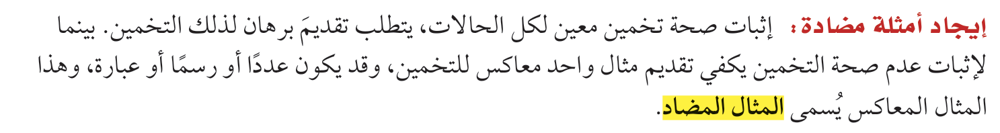 إيجاد أمثلة مضادة: إثبات صحة تخمين معين لكل الحالات، يتطلب تقديمَ برهان لذلك التخمين. بينما
لإثبات عدم صحة التخمين يكفي تقديم مثال واحد معاكس للتخمين، وقد يكون عددًا أو رسمًا أو عبارة، وهذا
المثال المعاكس يُسمى المثال المضاد.